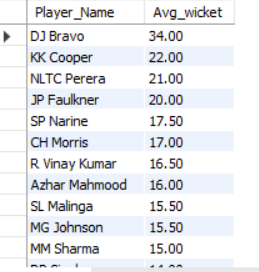 Player_Name Avg_wicket
DJ Bravo 34.00
KK Cooper 22.00
NLTC Perera 21.00
JP Faulkner 20.00
SP Narine 17.50
CH Morris 17.00
R Vinay Kumar 16.50
Azhar Mahmood 16.00
SL Malinga 15.50
MG Johnson 15.50
MM Sharma 15.00